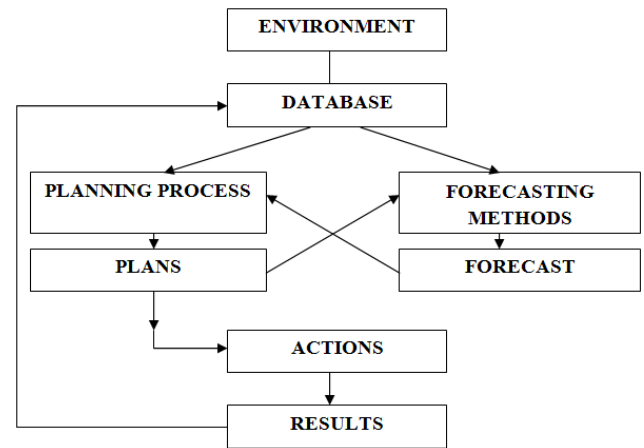 ENVIRONMENT
DATABASE
PLANNING PROCESS
FORECASTING
METHODS
PLANS
FORECAST
ACTIONS
RESULTS